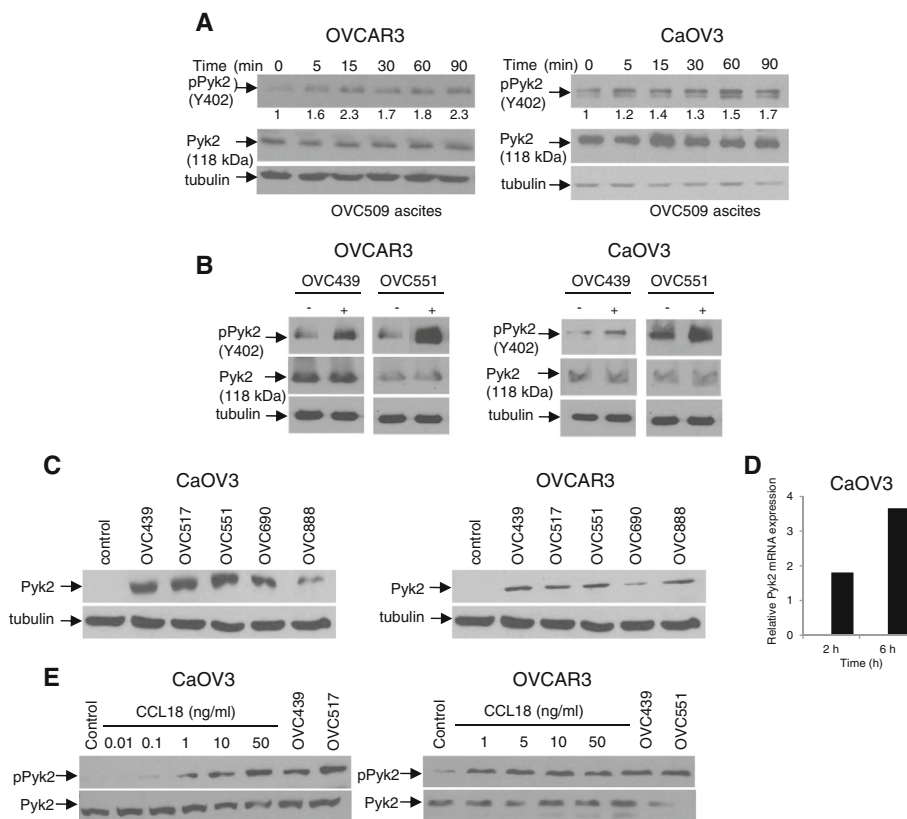 A
OVCAR3
CaOV3
Time (min 0 5 15 30 60 90
Time (min) 0 5 15 30 60 90
pPyk2 )
(Y402)
pPyk2
(Y402)
1 1.6 2.3 1.7 1.8 2.3
1 1.2 1.4 1.3 1.5 1.7
Pyk2
(118 kDa)
Pyk2
(118 kDa)
tubulin
tubulin
OVC509 ascites
OVC509 ascites
B
OVCAR3
CaOV3
OVC439 OVC551
OVC439 OVC551
- + - +
- + - +
pPyk2
(Y402)
pPyk2
(Y402)
Pyk2
(118 kDa)
Pyk2
(118 kDa)
tubulin
tubulin
C
CaOV3
control OVC439 OVC517 OVC551 OVC690 OVC888
Pyk2
tubulin
OVCAR3
control OVC439 OVC517 OVC551 OVC690 OVC888
Pyk2
tubulin
D
CaOV3
Relative Pyk2 mRNA expression
4
3
2
1
0
2 h 6 h
Time (h)
E
CaOV3
Control CCL18 (ng/ml) OVC439 OVC517
0.01 0.1 1 10 50
pPyk2
Pyk2
OVCAR3
Control CCL18 (ng/ml) OVC439 OVC551
1 5 10 50
pPyk2
Pyk2